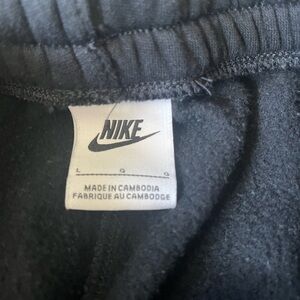 NIKE
L G G
MADE IN CAMBODIA
FABRIQUE AU CAMBODGE